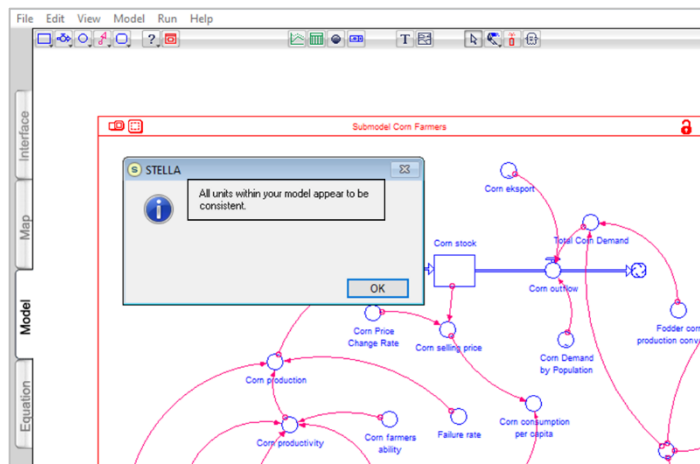 File Edit View Model Run Help
?
T
Interface
Map
Model
Equation
Submodel Corn Farmers
S STELLA
All units within your model appear to be
consistent.
OK
Corn eksport
Total Corn Demand
Corn stock
Corn outflow
Corn Price
Change Rate
Corn selling price
Corn Demand
by Population
Fodder corn
production conv
Corn production
Corn productivity
Corn farmers
ability
Failure rate
Corn consumption
per capita